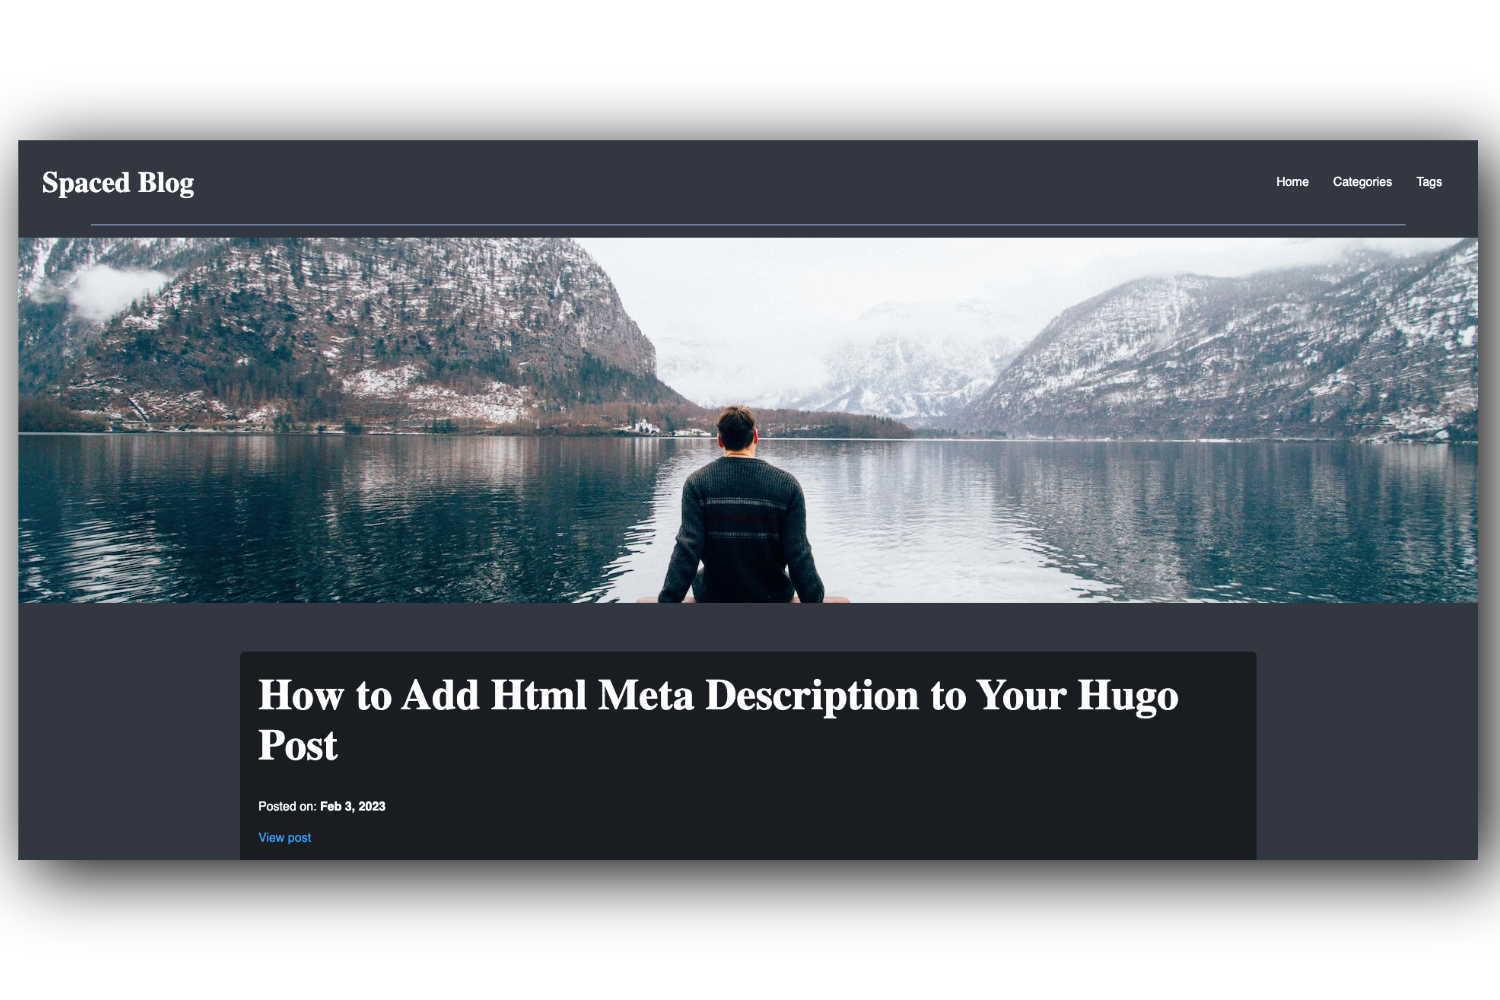 Spaced Blog
Home Categories Tags
How to Add Html Meta Description to Your Hugo
Post
Posted on: Feb 3, 2023
View post